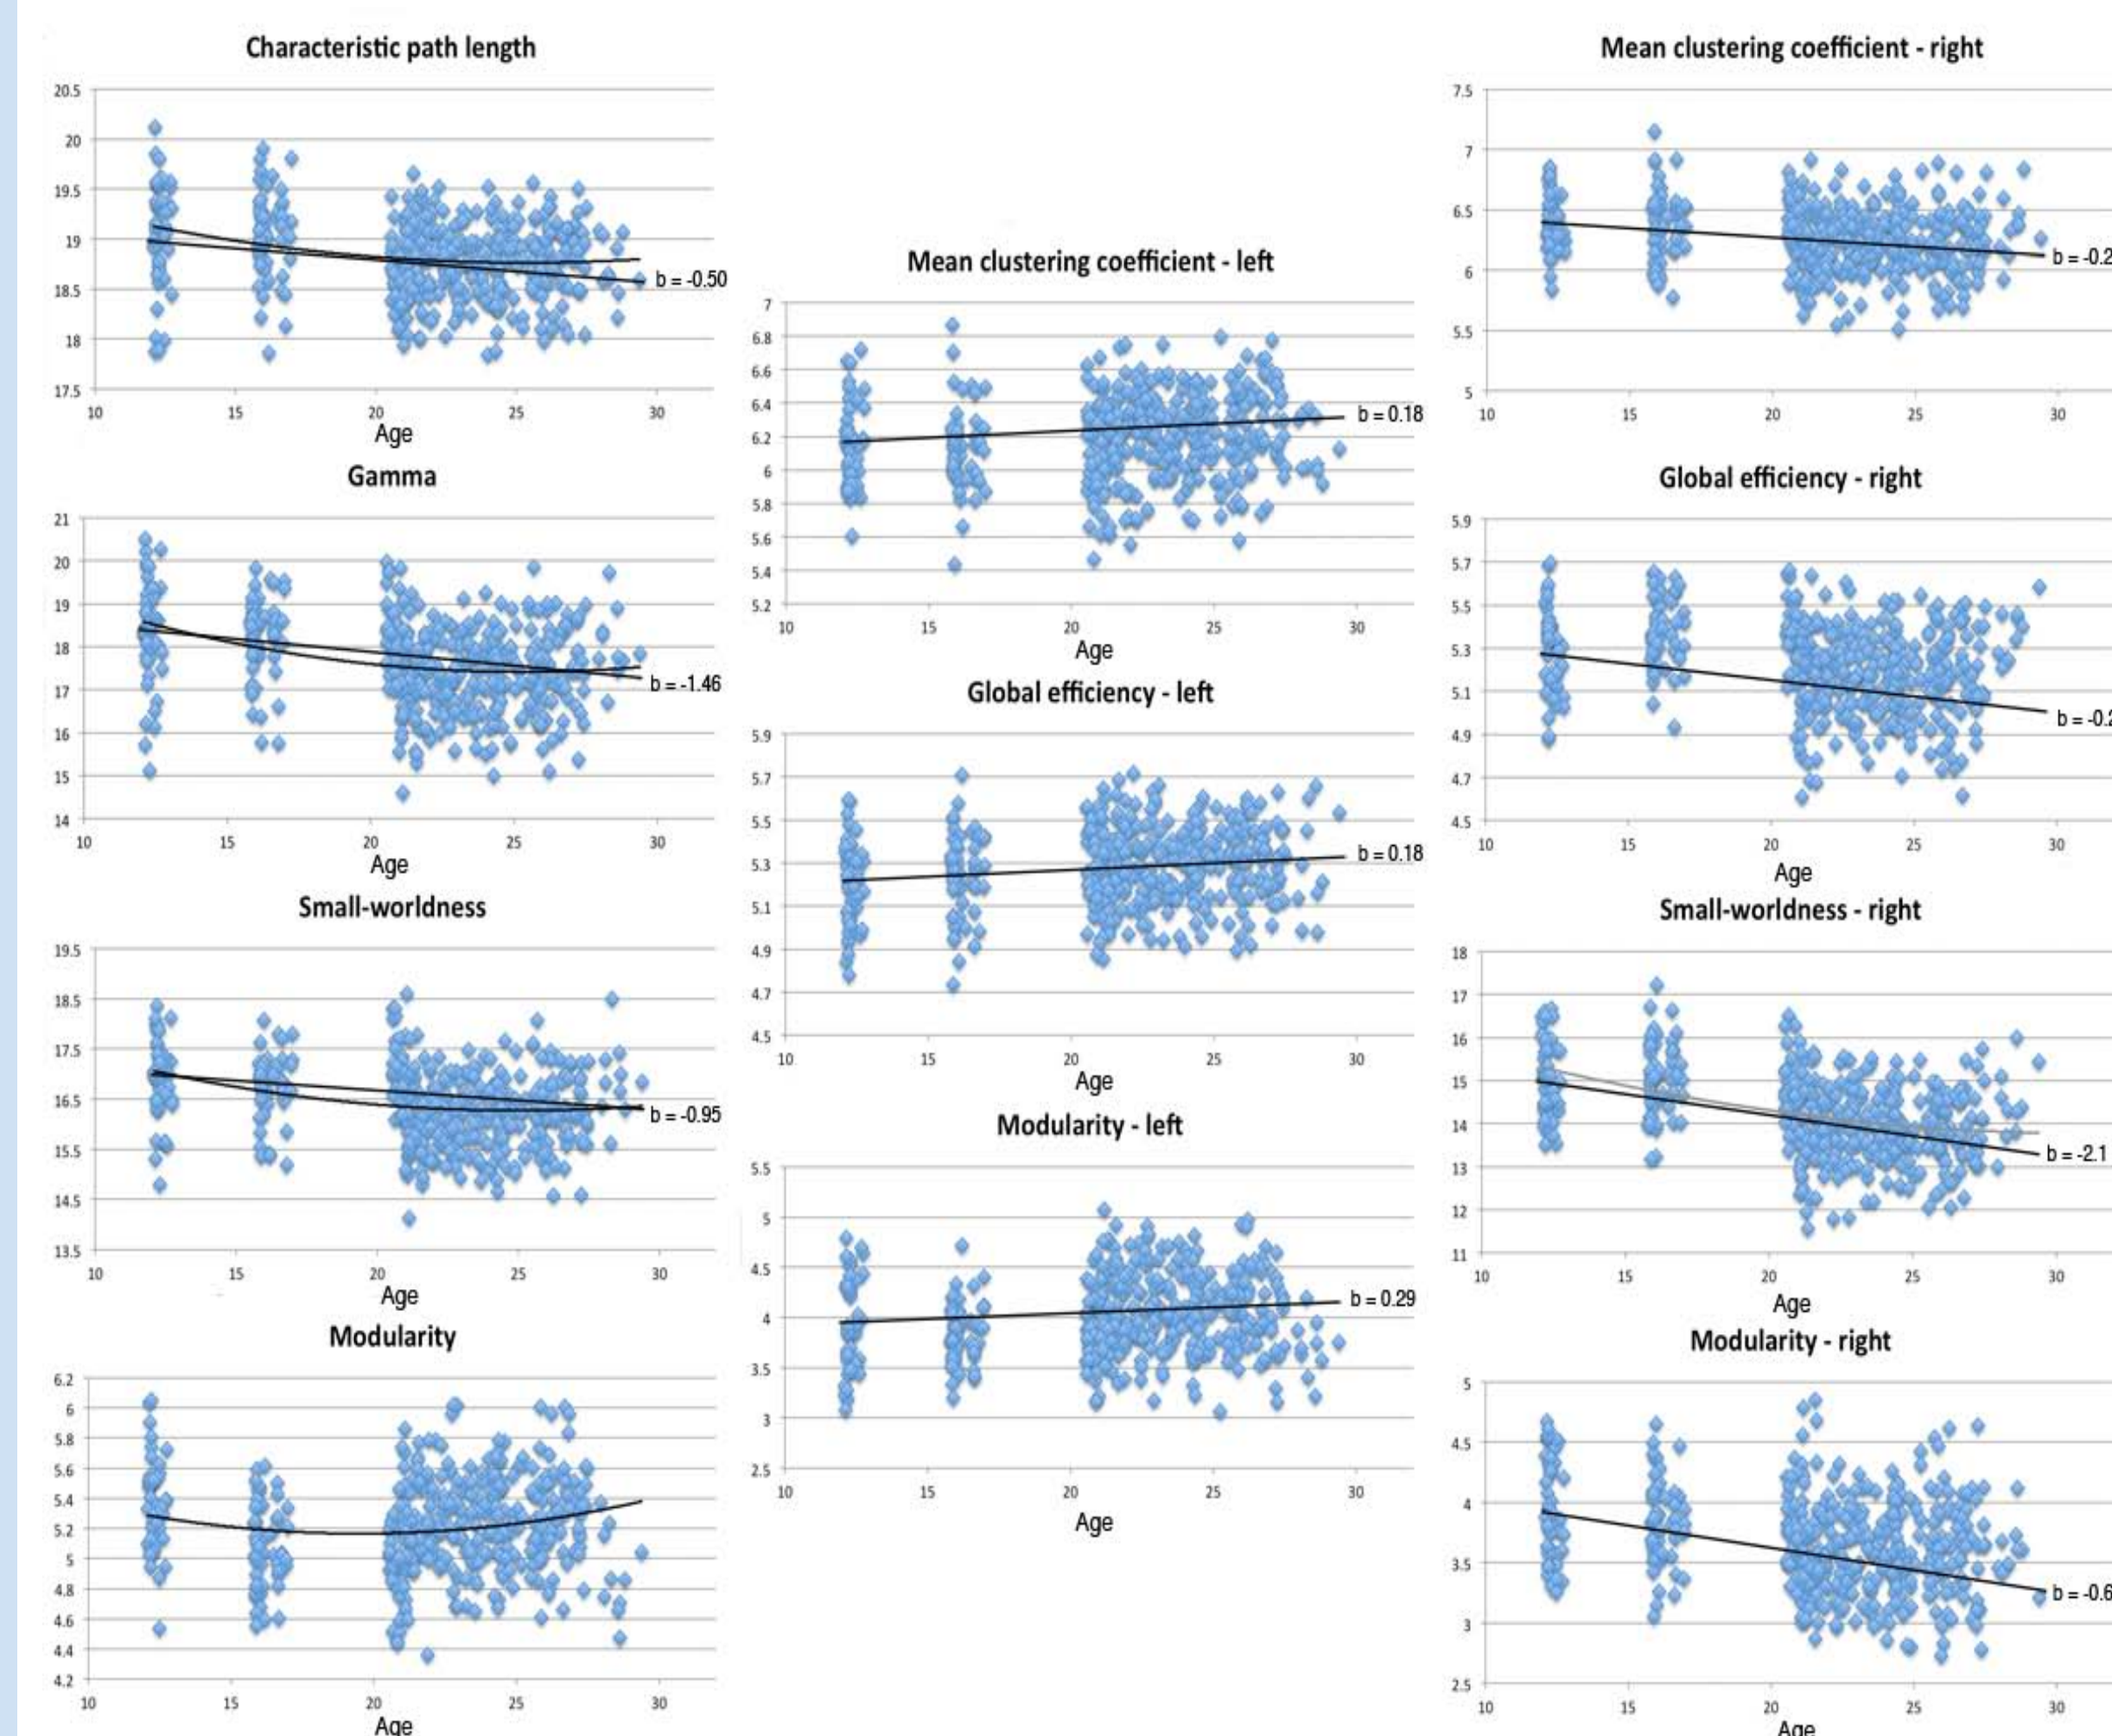 Characteristic path length
20.5
20
19.5
19
18.5
18
17.5
10 15 20 25 30
b = -0.50
Age
Gamma
21
20
19
18
17
16
15
14
10 15 20 25 30
b = -1.46
Age
Small-worldness
19.5
18.5
17.5
16.5
15.5
14.5
13.5
10 15 20 25 30
b = -0.95
Age
Modularity
6.2
6
5.8
5.6
5.4
5.2
5
4.8
4.6
4.4
4.2
10 15 20 25 30
Age
Mean clustering coefficient - left
7
6.8
6.6
6.4
6.2
6
5.8
5.6
5.4
5.2
10 15 20 25 30
b = 0.18
Age
Global efficiency - left
5.9
5.7
5.5
5.3
5.1
4.9
4.7
4.5
10 15 20 25 30
b = 0.18
Age
Modularity - left
5.5
5
4.5
4
3.5
3
2.5
10 15 20 25 30
b = 0.29
Age
Mean clustering coefficient - right
7.5
7
6.5
6
5.5
5
10 15 20 25 30
b = -0.2
Global efficiency - right
5.9
5.7
5.5
5.3
5.1
4.9
4.7
4.5
10 15 20 25 30
b = -0.2
Age
Small-worldness - right
18
17
16
15
14
13
12
11
10 15 20 25 30
b = -2.1
Age
Modularity - right
5
4.5
4
3.5
3
2.5
10 15 20 25 30
b = -0.6
Age